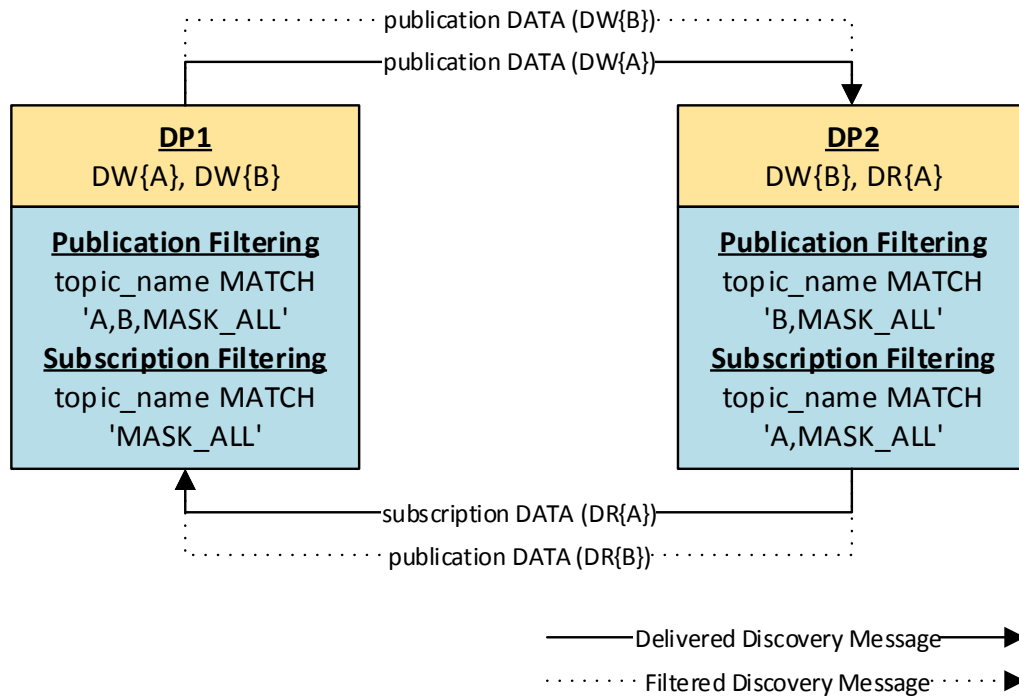 publication DATA (DW{B})
publication DATA (DW{A})
DP1
DW{A}, DW{B}
Publication Filtering
topic_name MATCH
'A,B,MASK_ALL'
Subscription Filtering
topic_name MATCH
'MASK_ALL'
DP2
DW{B}, DR{A}
Publication Filtering
topic_name MATCH
'B,MASK_ALL'
Subscription Filtering
topic_name MATCH
'A,MASK_ALL'
subscription DATA (DR{A})
publication DATA (DR{B})
Delivered Discovery Message
Filtered Discovery Message